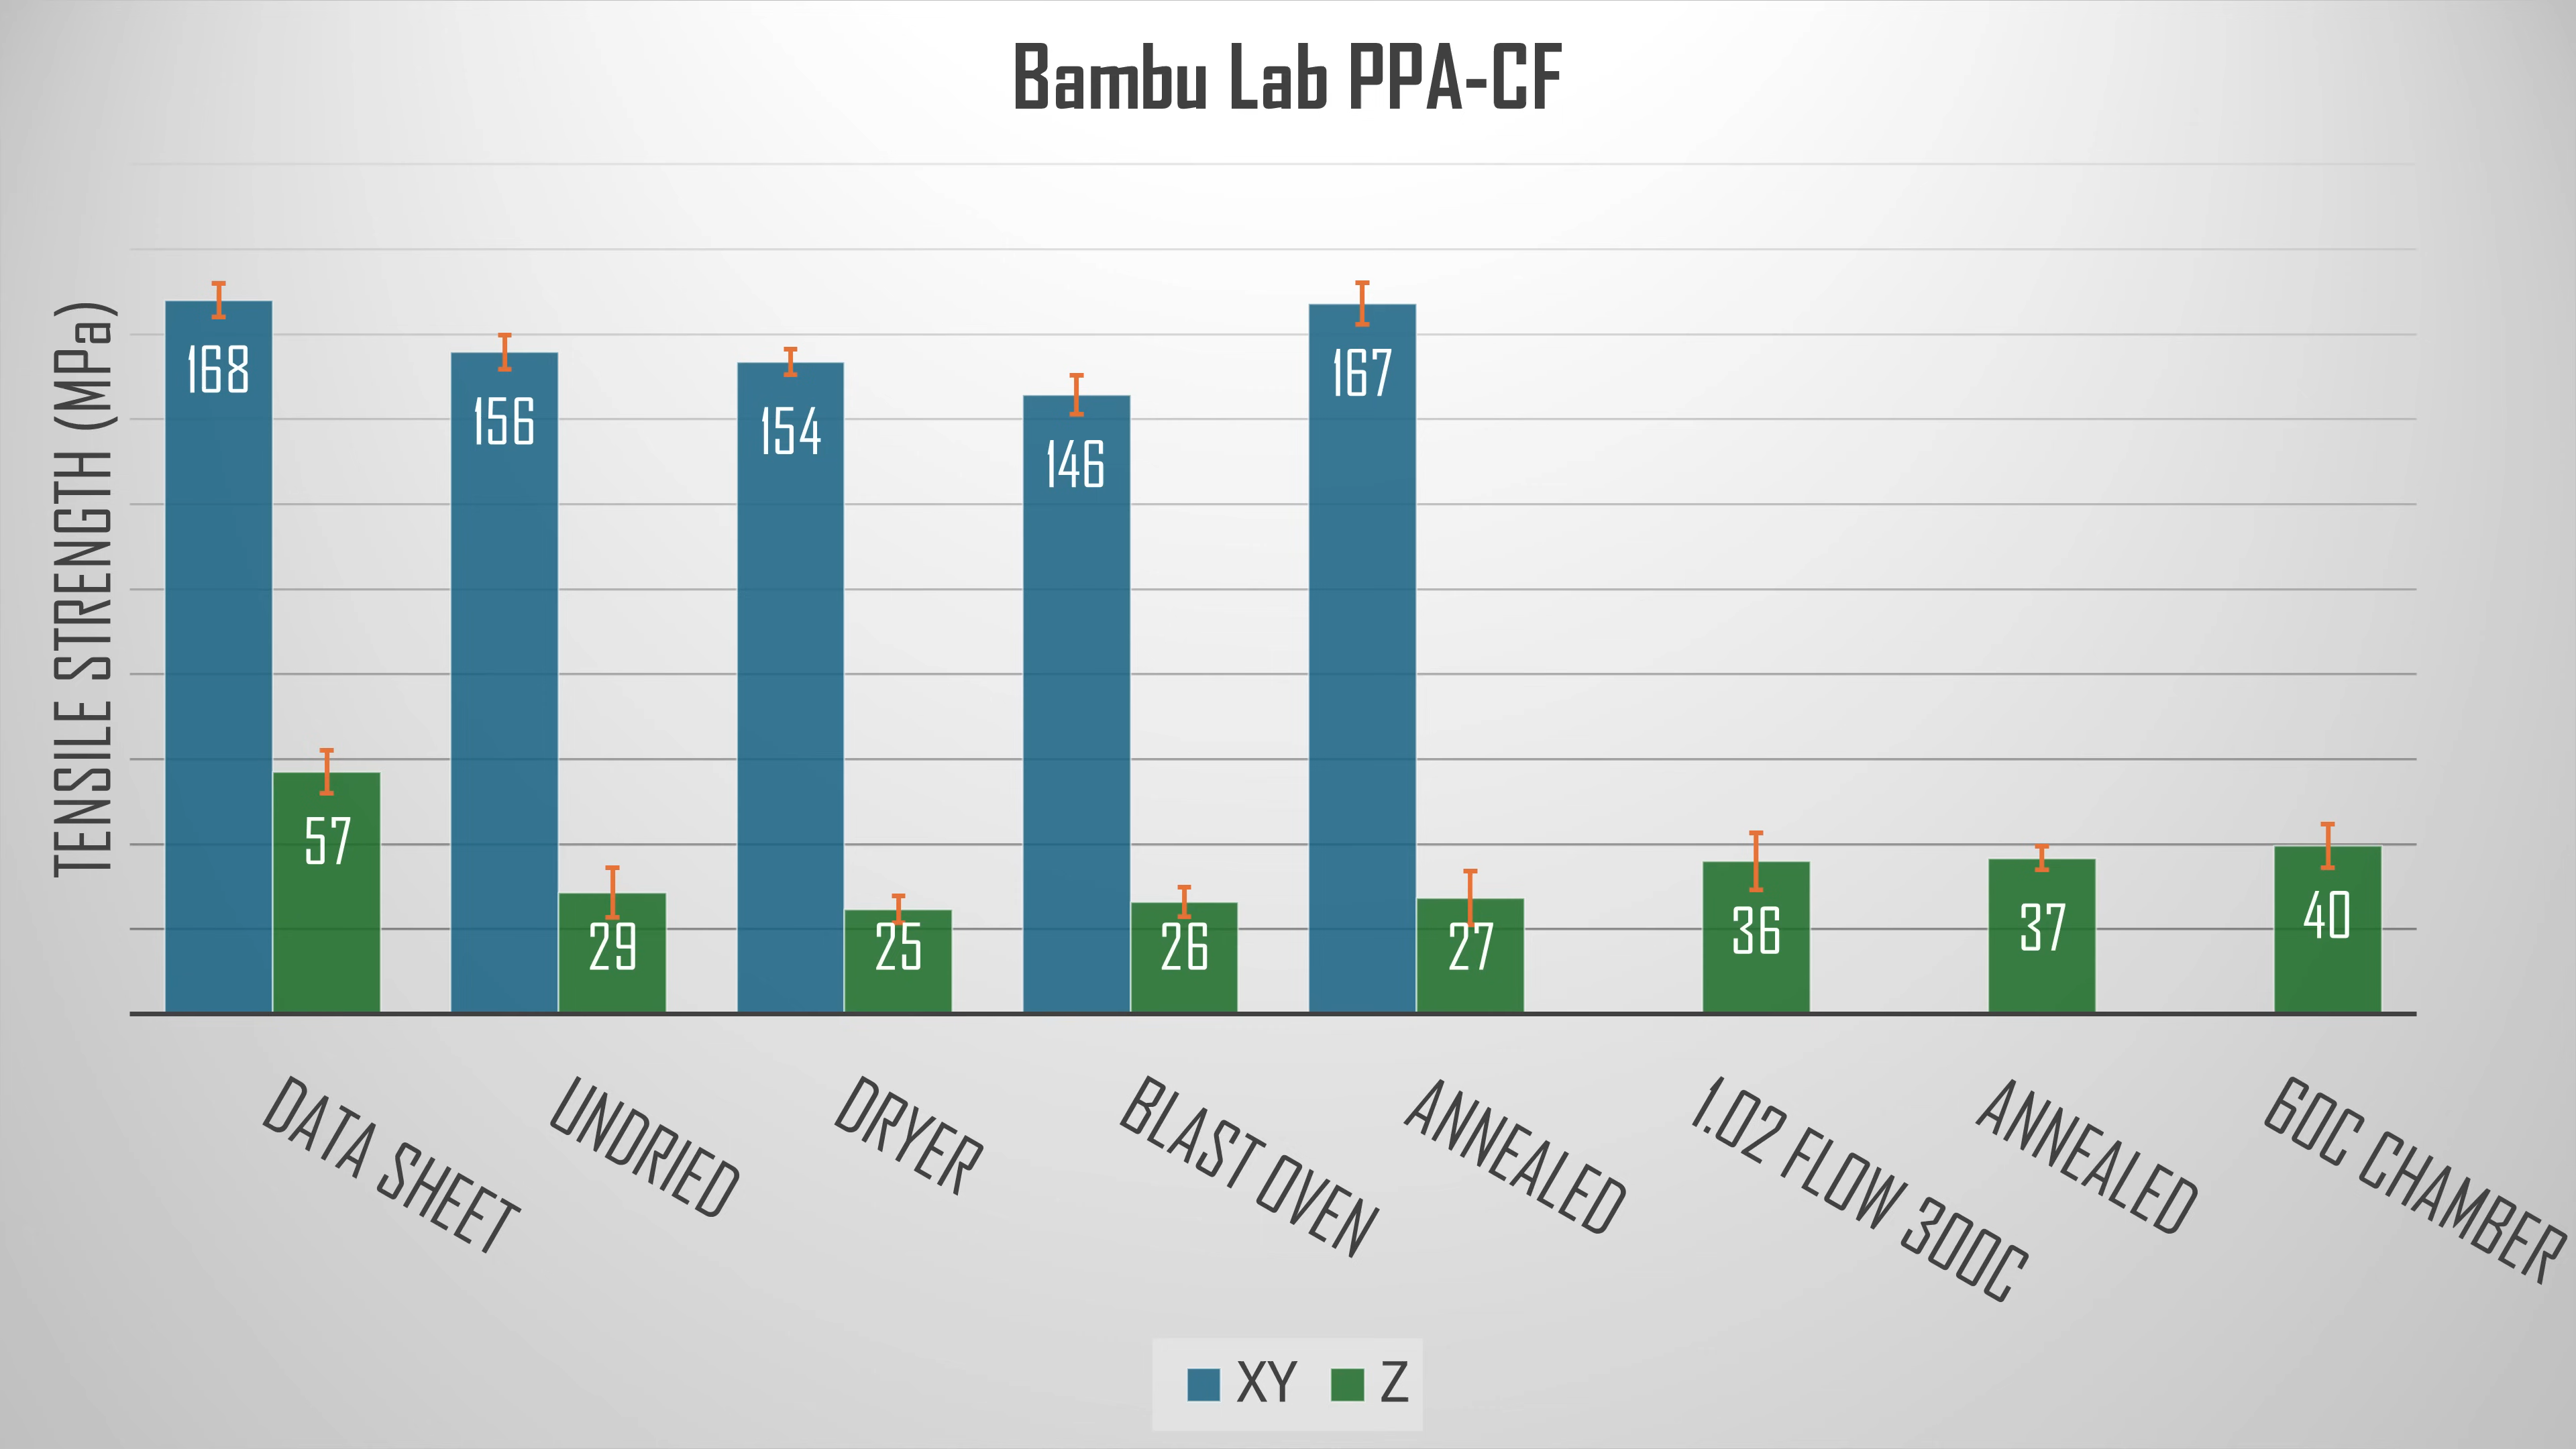 Bambu Lab PPA-CF
TENSILE STRENGTH (MPa)
168
57
156
29
154
25
146
26
167
27
36
37
40
DATA SHEET
UNDRIED
DRYER
BLAST OVEN
ANNEALED
1.02 FLOW 300C
ANNEALED
60C CHAMBER
XY
Z